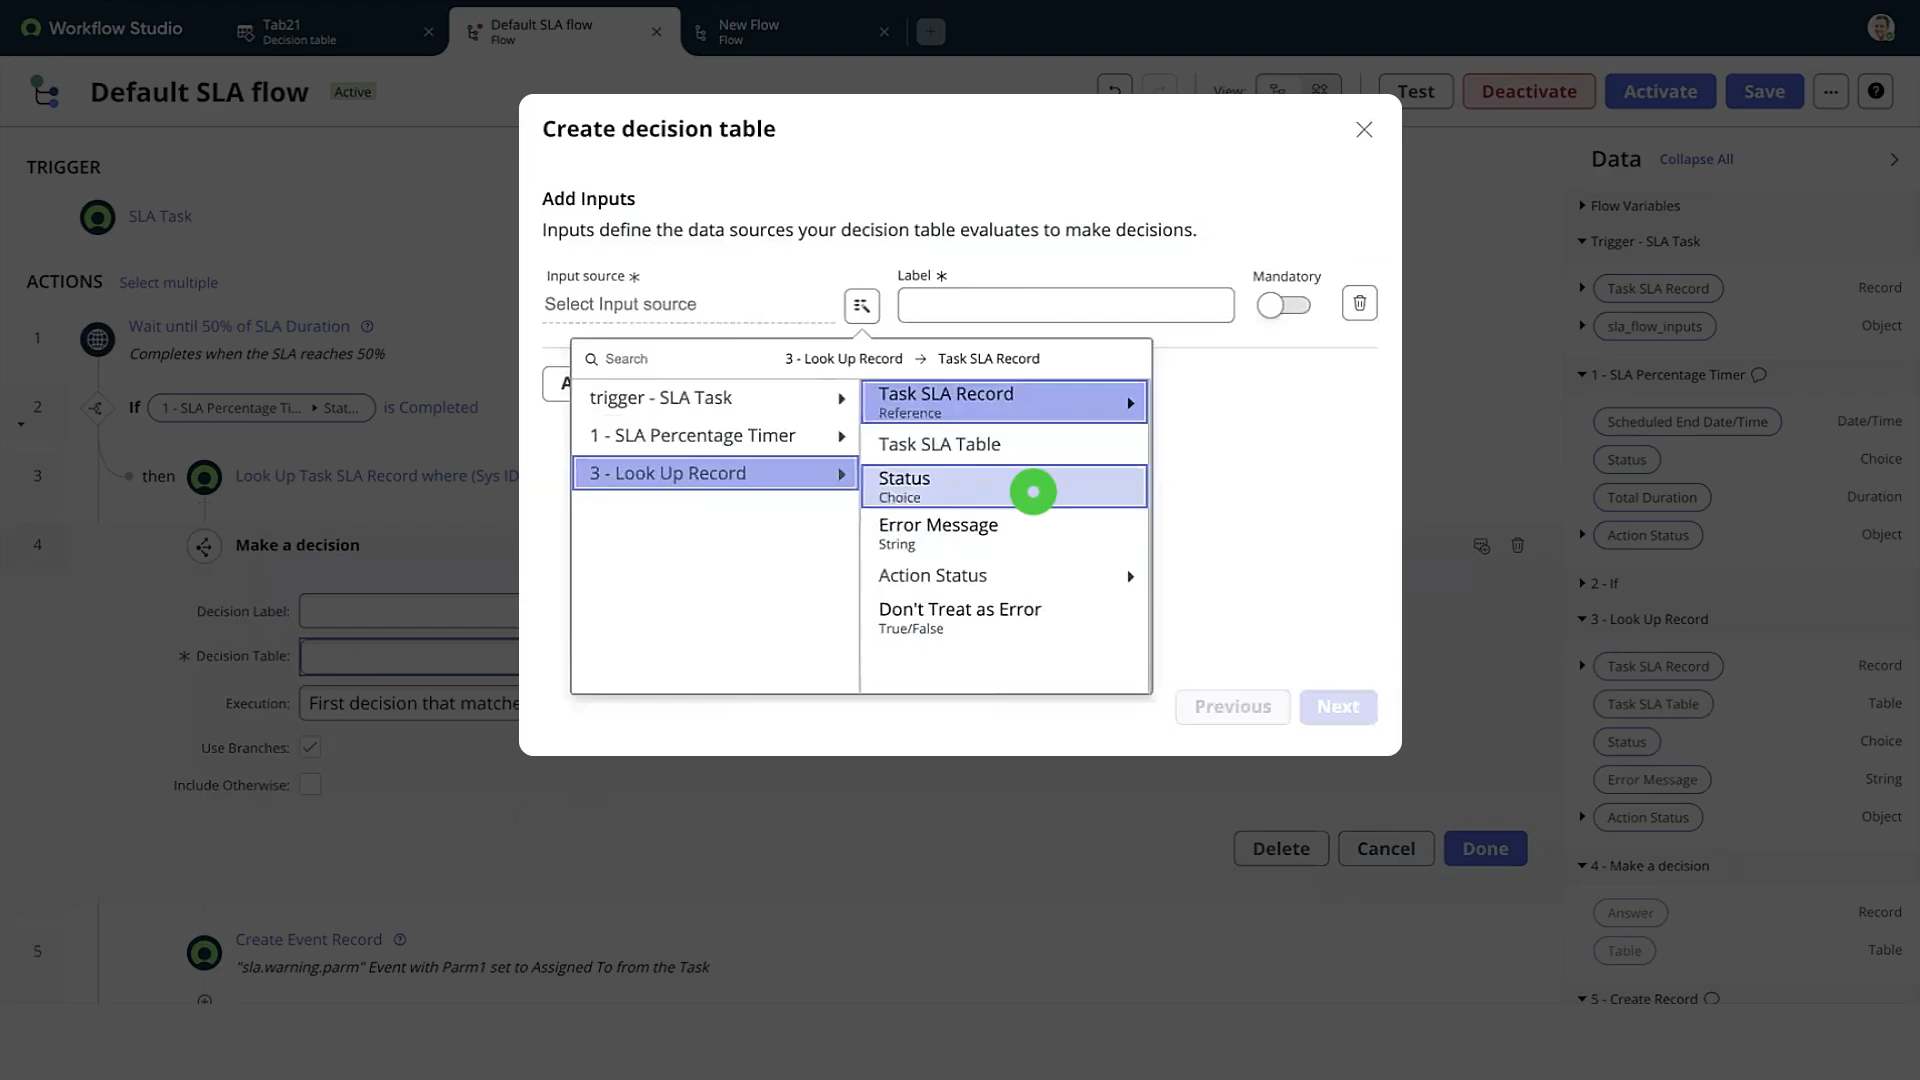 Workflow Studio
Tab21
Decision table
Default SLA flow
Flow
New Flow
Flow
Default SLA flow
Active
View:
Test
Deactivate
Activate
Save
TRIGGER
SLA Task
ACTIONS
Select multiple
1
Wait until 50% of SLA Duration
Completes when the SLA reaches 50%
2
If
1 - SLA Percentage Ti...
Stat...
is Completed
3
then
Look Up Task SLA Record where (Sys ID
4
Make a decision
Decision Label:
* Decision Table:
Execution:
First decision that matche
Use Branches:
Include Otherwise:
Delete
Cancel
Done
5
Create Event Record
"sla.warning.parm" Event with Parm1 set to Assigned To from the Task
Create decision table
Add Inputs
Inputs define the data sources your decision table evaluates to make decisions.
Input source *
Label *
Mandatory
Select Input source
A
Search
3 - Look Up Record → Task SLA Record
trigger - SLA Task
1 - SLA Percentage Timer
3 - Look Up Record
Task SLA Record
Reference
Task SLA Table
Status
Choice
Error Message
String
Action Status
Don't Treat as Error
True/False
Previous
Next
Data
Collapse All
Flow Variables
Trigger - SLA Task
Task SLA Record
Record
sla_flow_inputs
Object
1 - SLA Percentage Timer
Scheduled End Date/Time
Date/Time
Status
Choice
Total Duration
Duration
Action Status
Object
2 - If
3 - Look Up Record
Task SLA Record
Record
Task SLA Table
Table
Status
Choice
Error Message
String
Action Status
Object
4 - Make a decision
Answer
Record
Table
Table
5 - Create Record